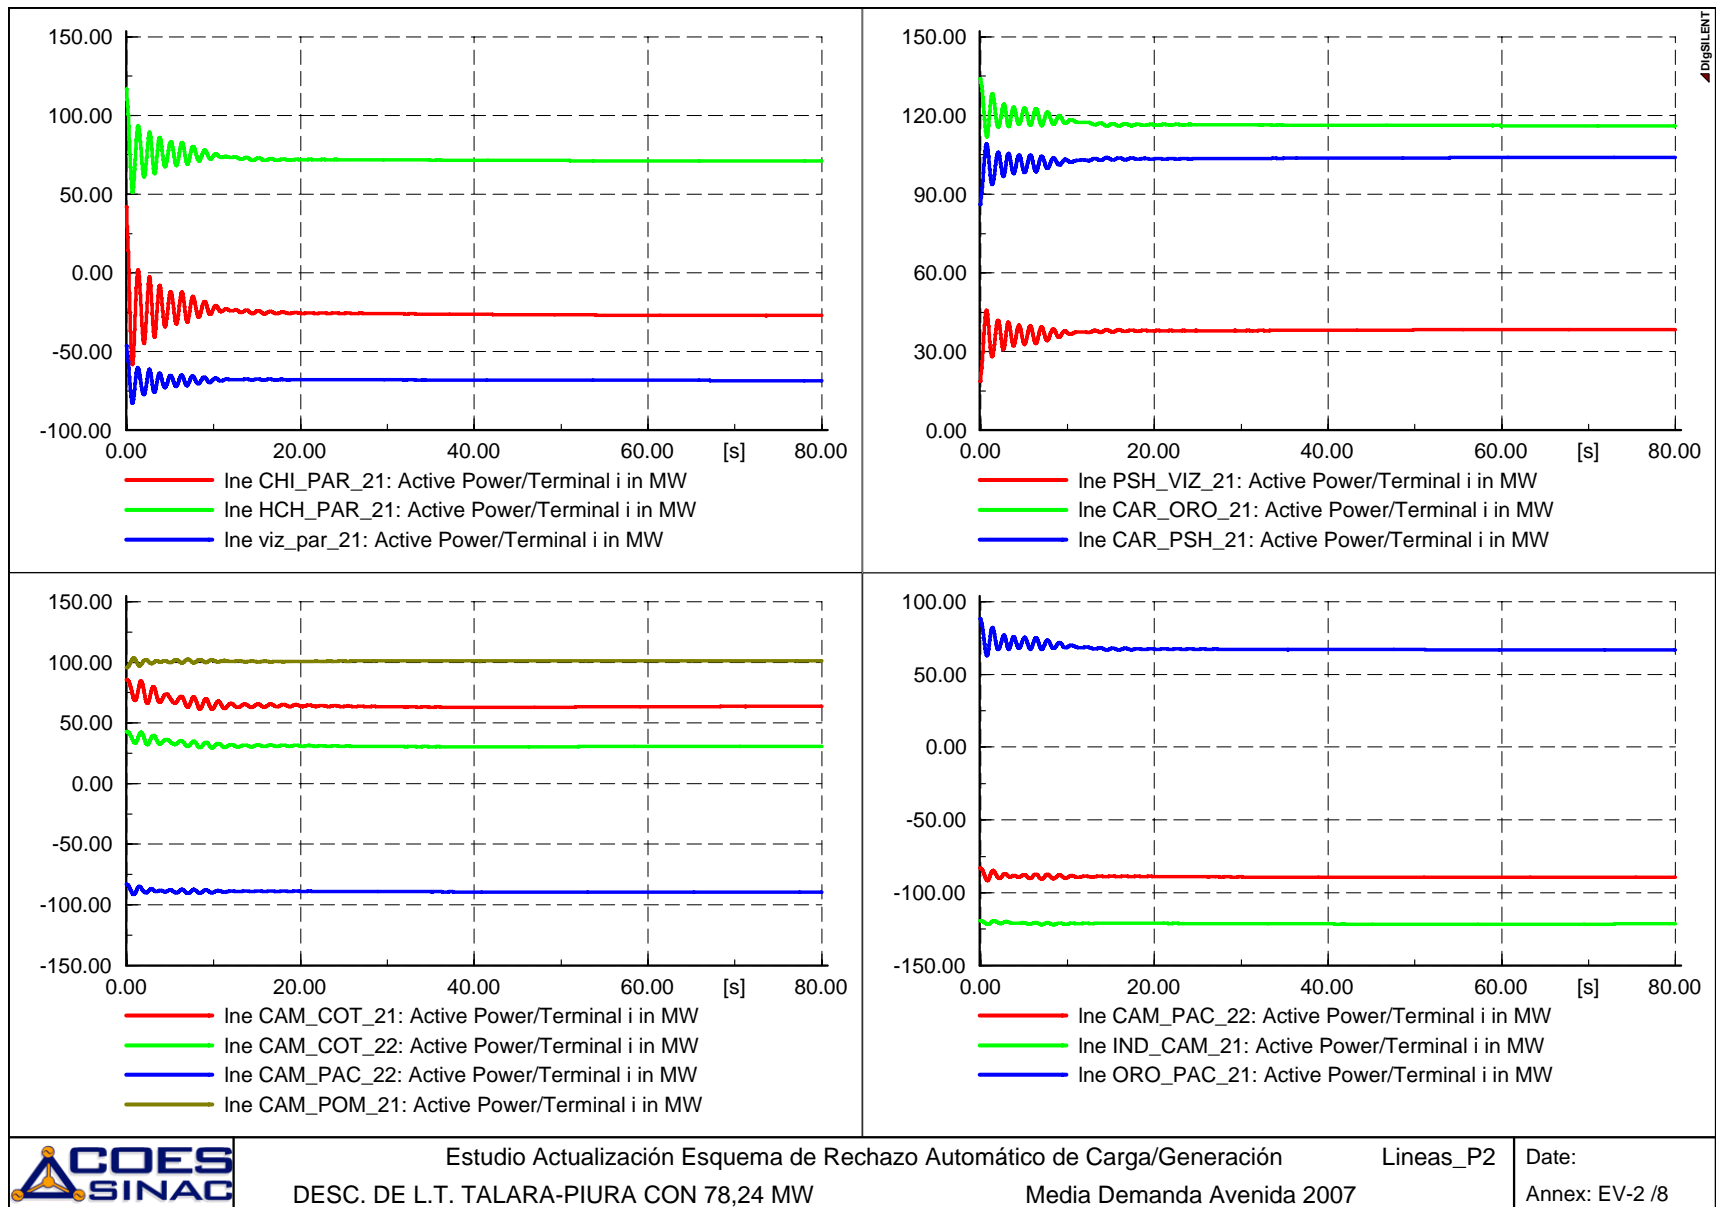 150.00
100.00
50.00
0.00
-50.00
-100.00
0.00 20.00 40.00 60.00 [s] 80.00
lne CHI_PAR_21: Active Power/Terminal i in MW
lne HCH_PAR_21: Active Power/Terminal i in MW
lne viz_par_21: Active Power/Terminal i in MW
150.00
120.00
90.00
60.00
30.00
0.00
0.00 20.00 40.00 60.00 [s] 80.00
lne PSH_VIZ_21: Active Power/Terminal i in MW
lne CAR_ORO_21: Active Power/Terminal i in MW
lne CAR_PSH_21: Active Power/Terminal i in MW
DIgSILENT
150.00
100.00
50.00
0.00
-50.00
-100.00
-150.00
0.00 20.00 40.00 60.00 [s] 80.00
lne CAM_COT_21: Active Power/Terminal i in MW
lne CAM_COT_22: Active Power/Terminal i in MW
lne CAM_PAC_22: Active Power/Terminal i in MW
lne CAM_POM_21: Active Power/Terminal i in MW
100.00
50.00
0.00
-50.00
-100.00
-150.00
0.00 20.00 40.00 60.00 [s] 80.00
lne CAM_PAC_22: Active Power/Terminal i in MW
lne IND_CAM_21: Active Power/Terminal i in MW
lne ORO_PAC_21: Active Power/Terminal i in MW
COES
SINAC
Estudio Actualización Esquema de Rechazo Automático de Carga/Generación Lineas_P2
DESC. DE L.T. TALARA-PIURA CON 78,24 MW Media Demanda Avenida 2007
Date:
Annex: EV-2 /8